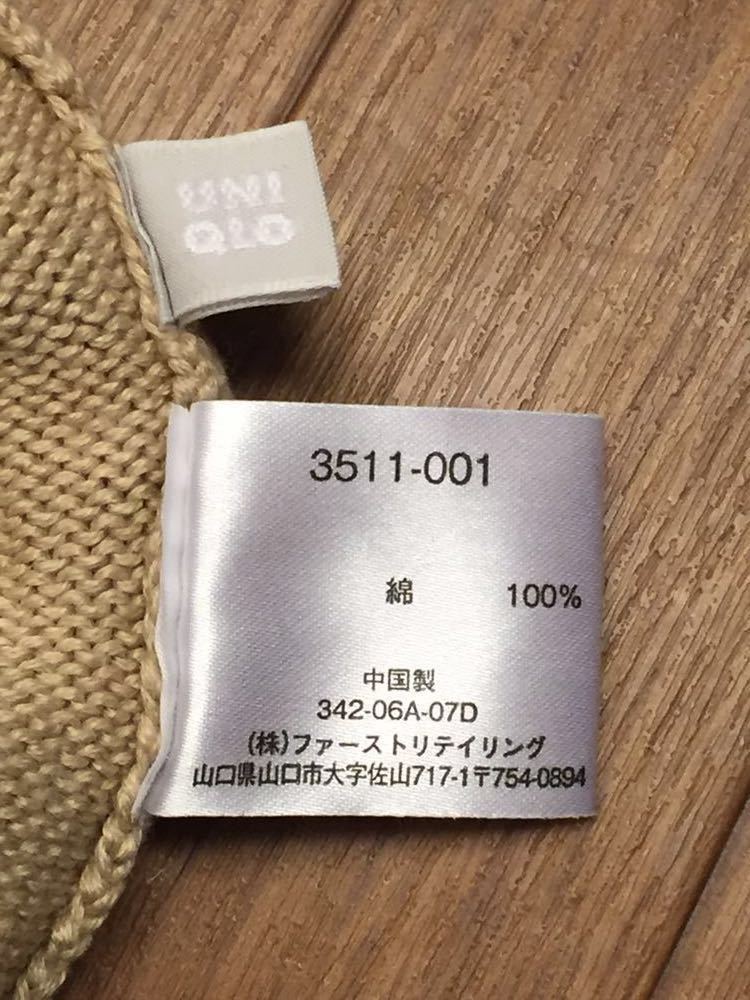 UNI
QLO
3511-001
綿 100%
中国製
342-06A-07D
(株)ファーストリテイリング
山口県山口市大字佐山717-1〒754-0894